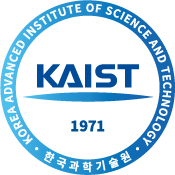 KOREA ADVANCED INSTITUTE OF SCIENCE AND TECHNOLOGY
KAIST
1971
한국과학기술원